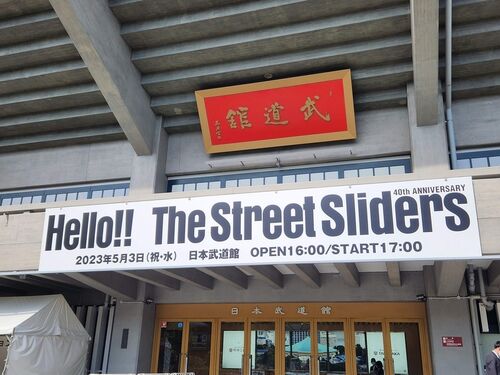 武道館
40th ANNIVERSARY
Hello!! The Street Sliders
2023年5月3日(祝・水) 日本武道館 OPEN16:00/START17:00
日本武道館